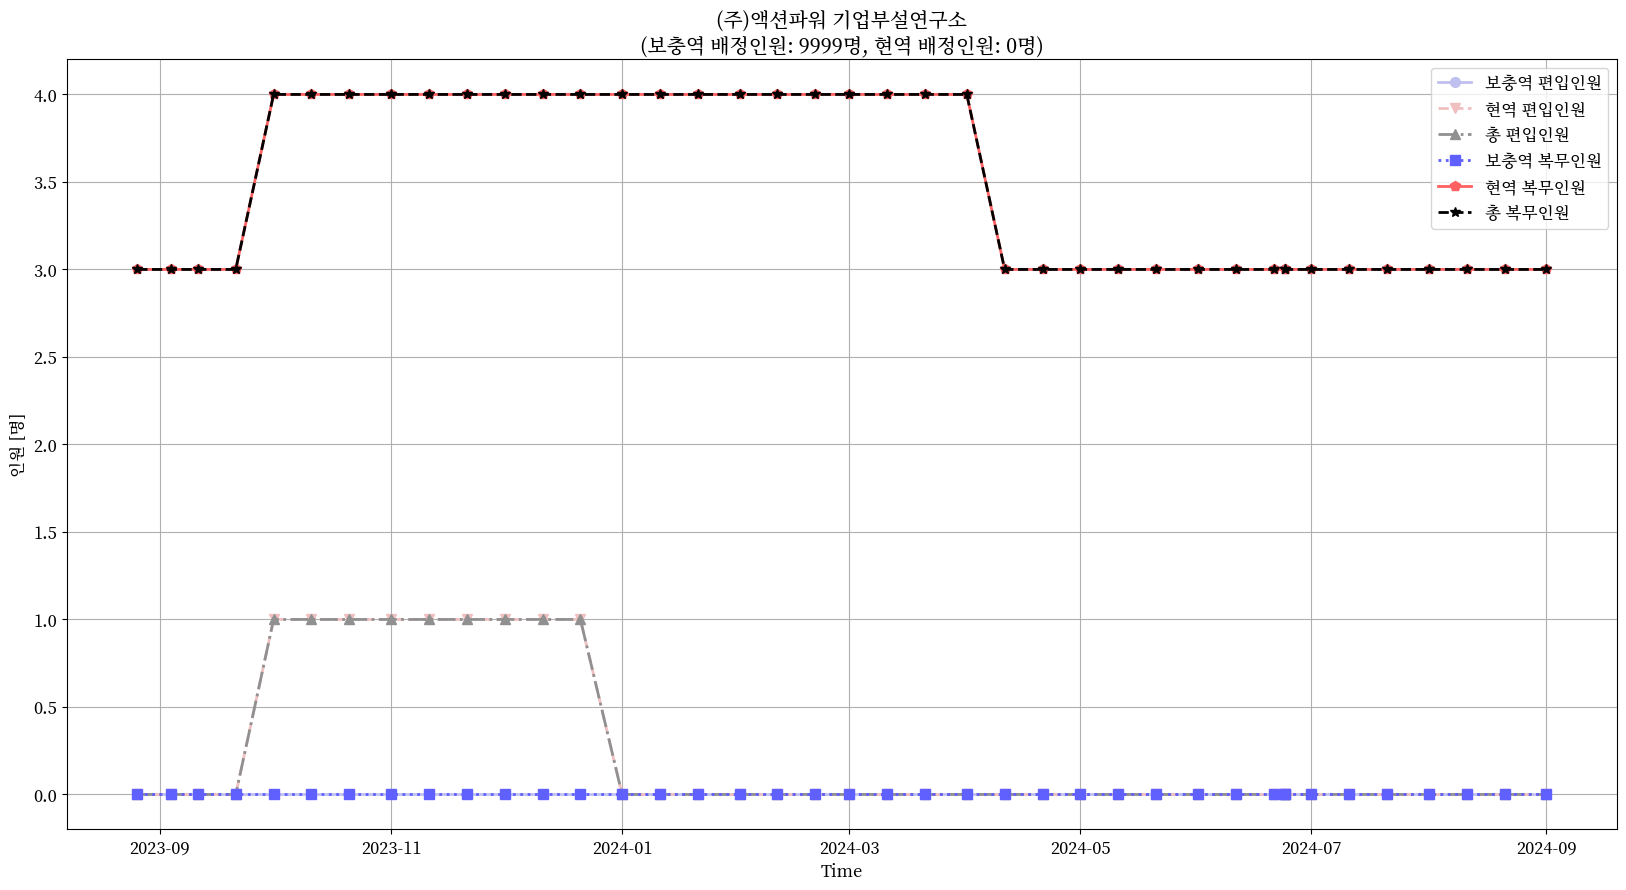 (주)액션파워 기업부설연구소
(보충역 배정인원: 9999명, 현역 배정인원: 0명)
보충역 편입인원
현역 편입인원
총 편입인원
보충역 복무인원
현역 복무인원
총 복무인원
4.0
3.5
3.0
2.5
2.0
1.5
1.0
0.5
0.0
인원 [명]
2023-09 2023-11 2024-01 2024-03 2024-05 2024-07 2024-09
Time